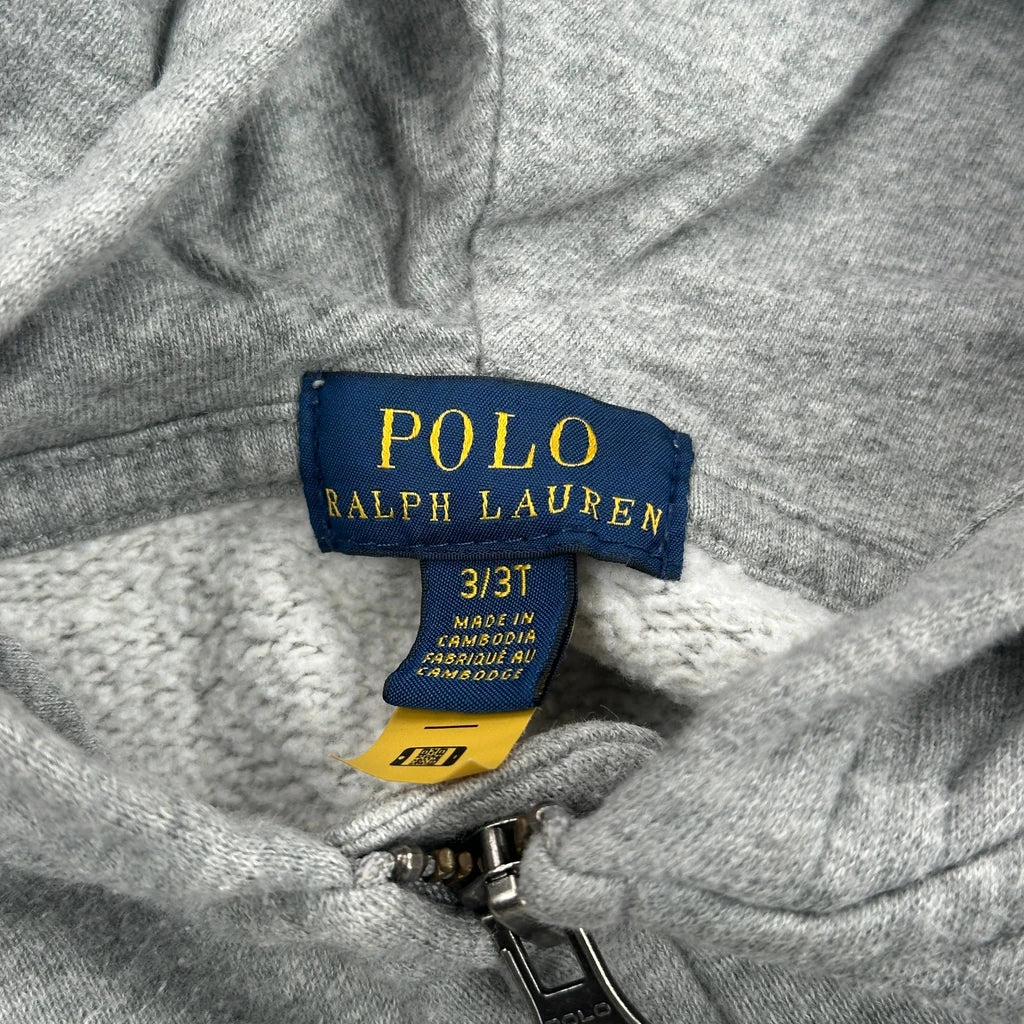 POLO
RALPH LAUREN
3/3T
MADE IN
CAMBODIA
FABRIQUÉ AU
CAMBODGE
POLO